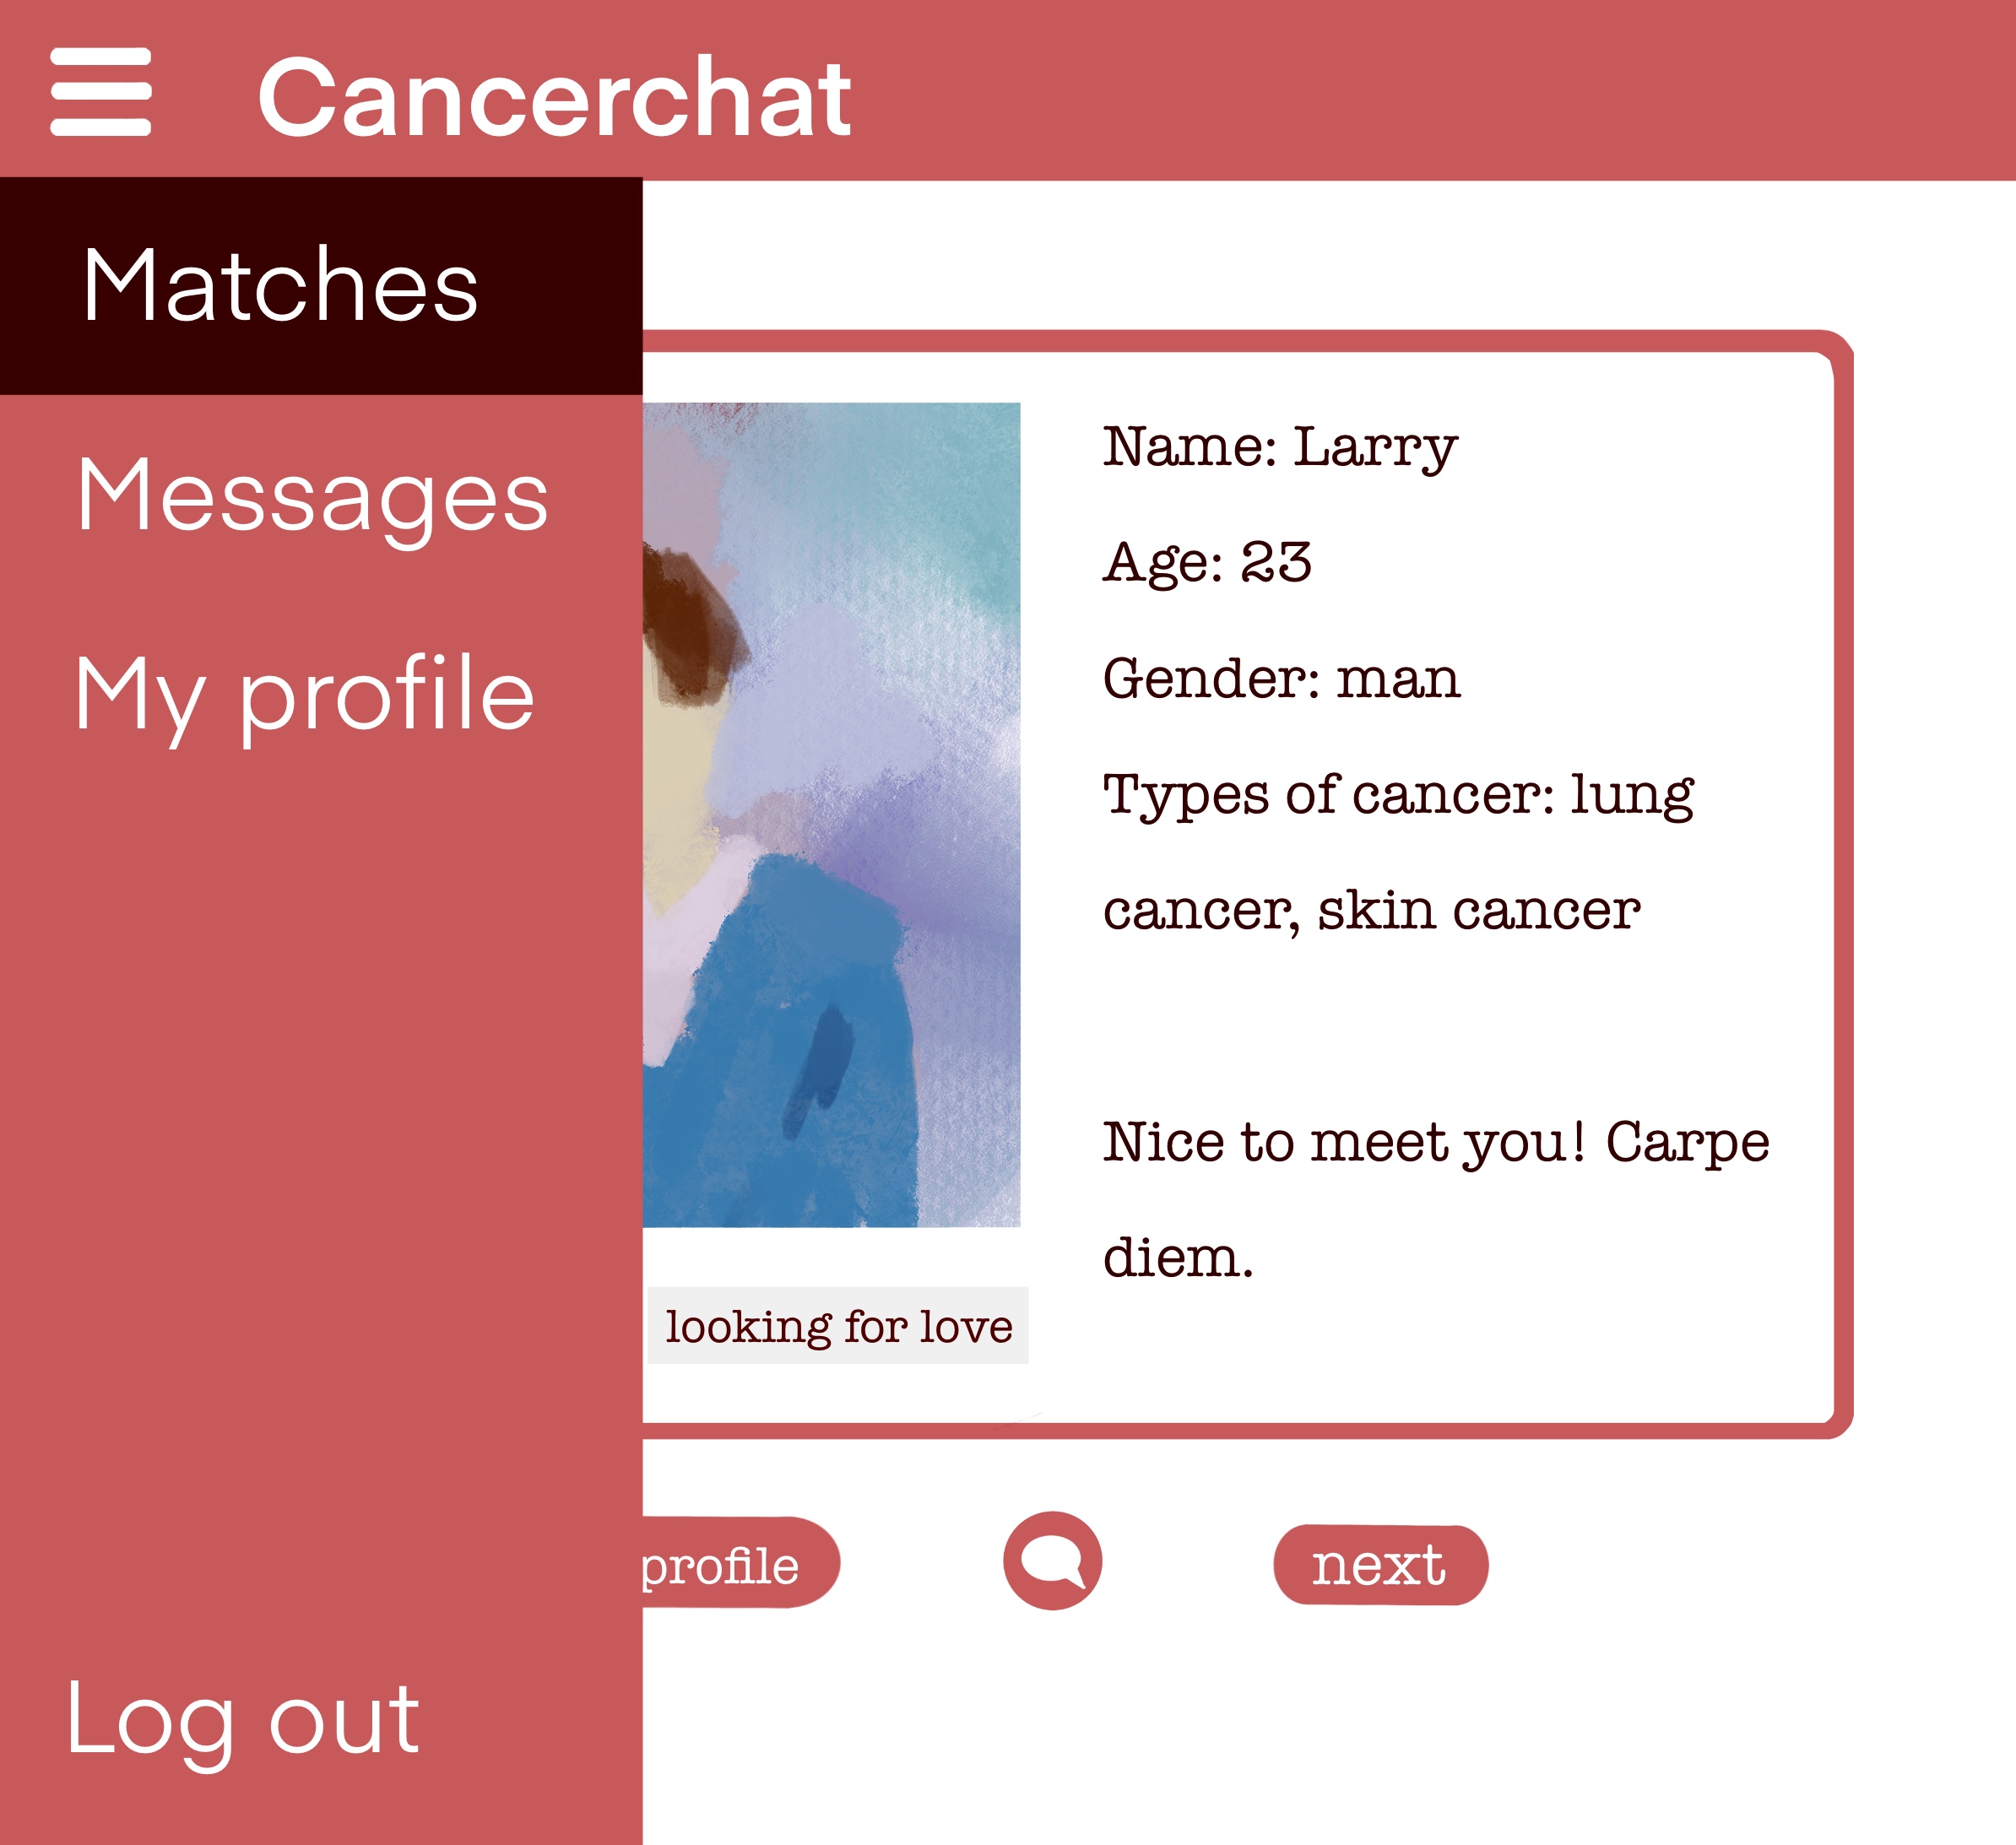 Cancerchat
Matches
Messages
My profile
Log out
Name: Larry
Age: 23
Gender: man
Types of cancer: lung
cancer, skin cancer
Nice to meet you! Carpe
diem.
looking for love
profile
next